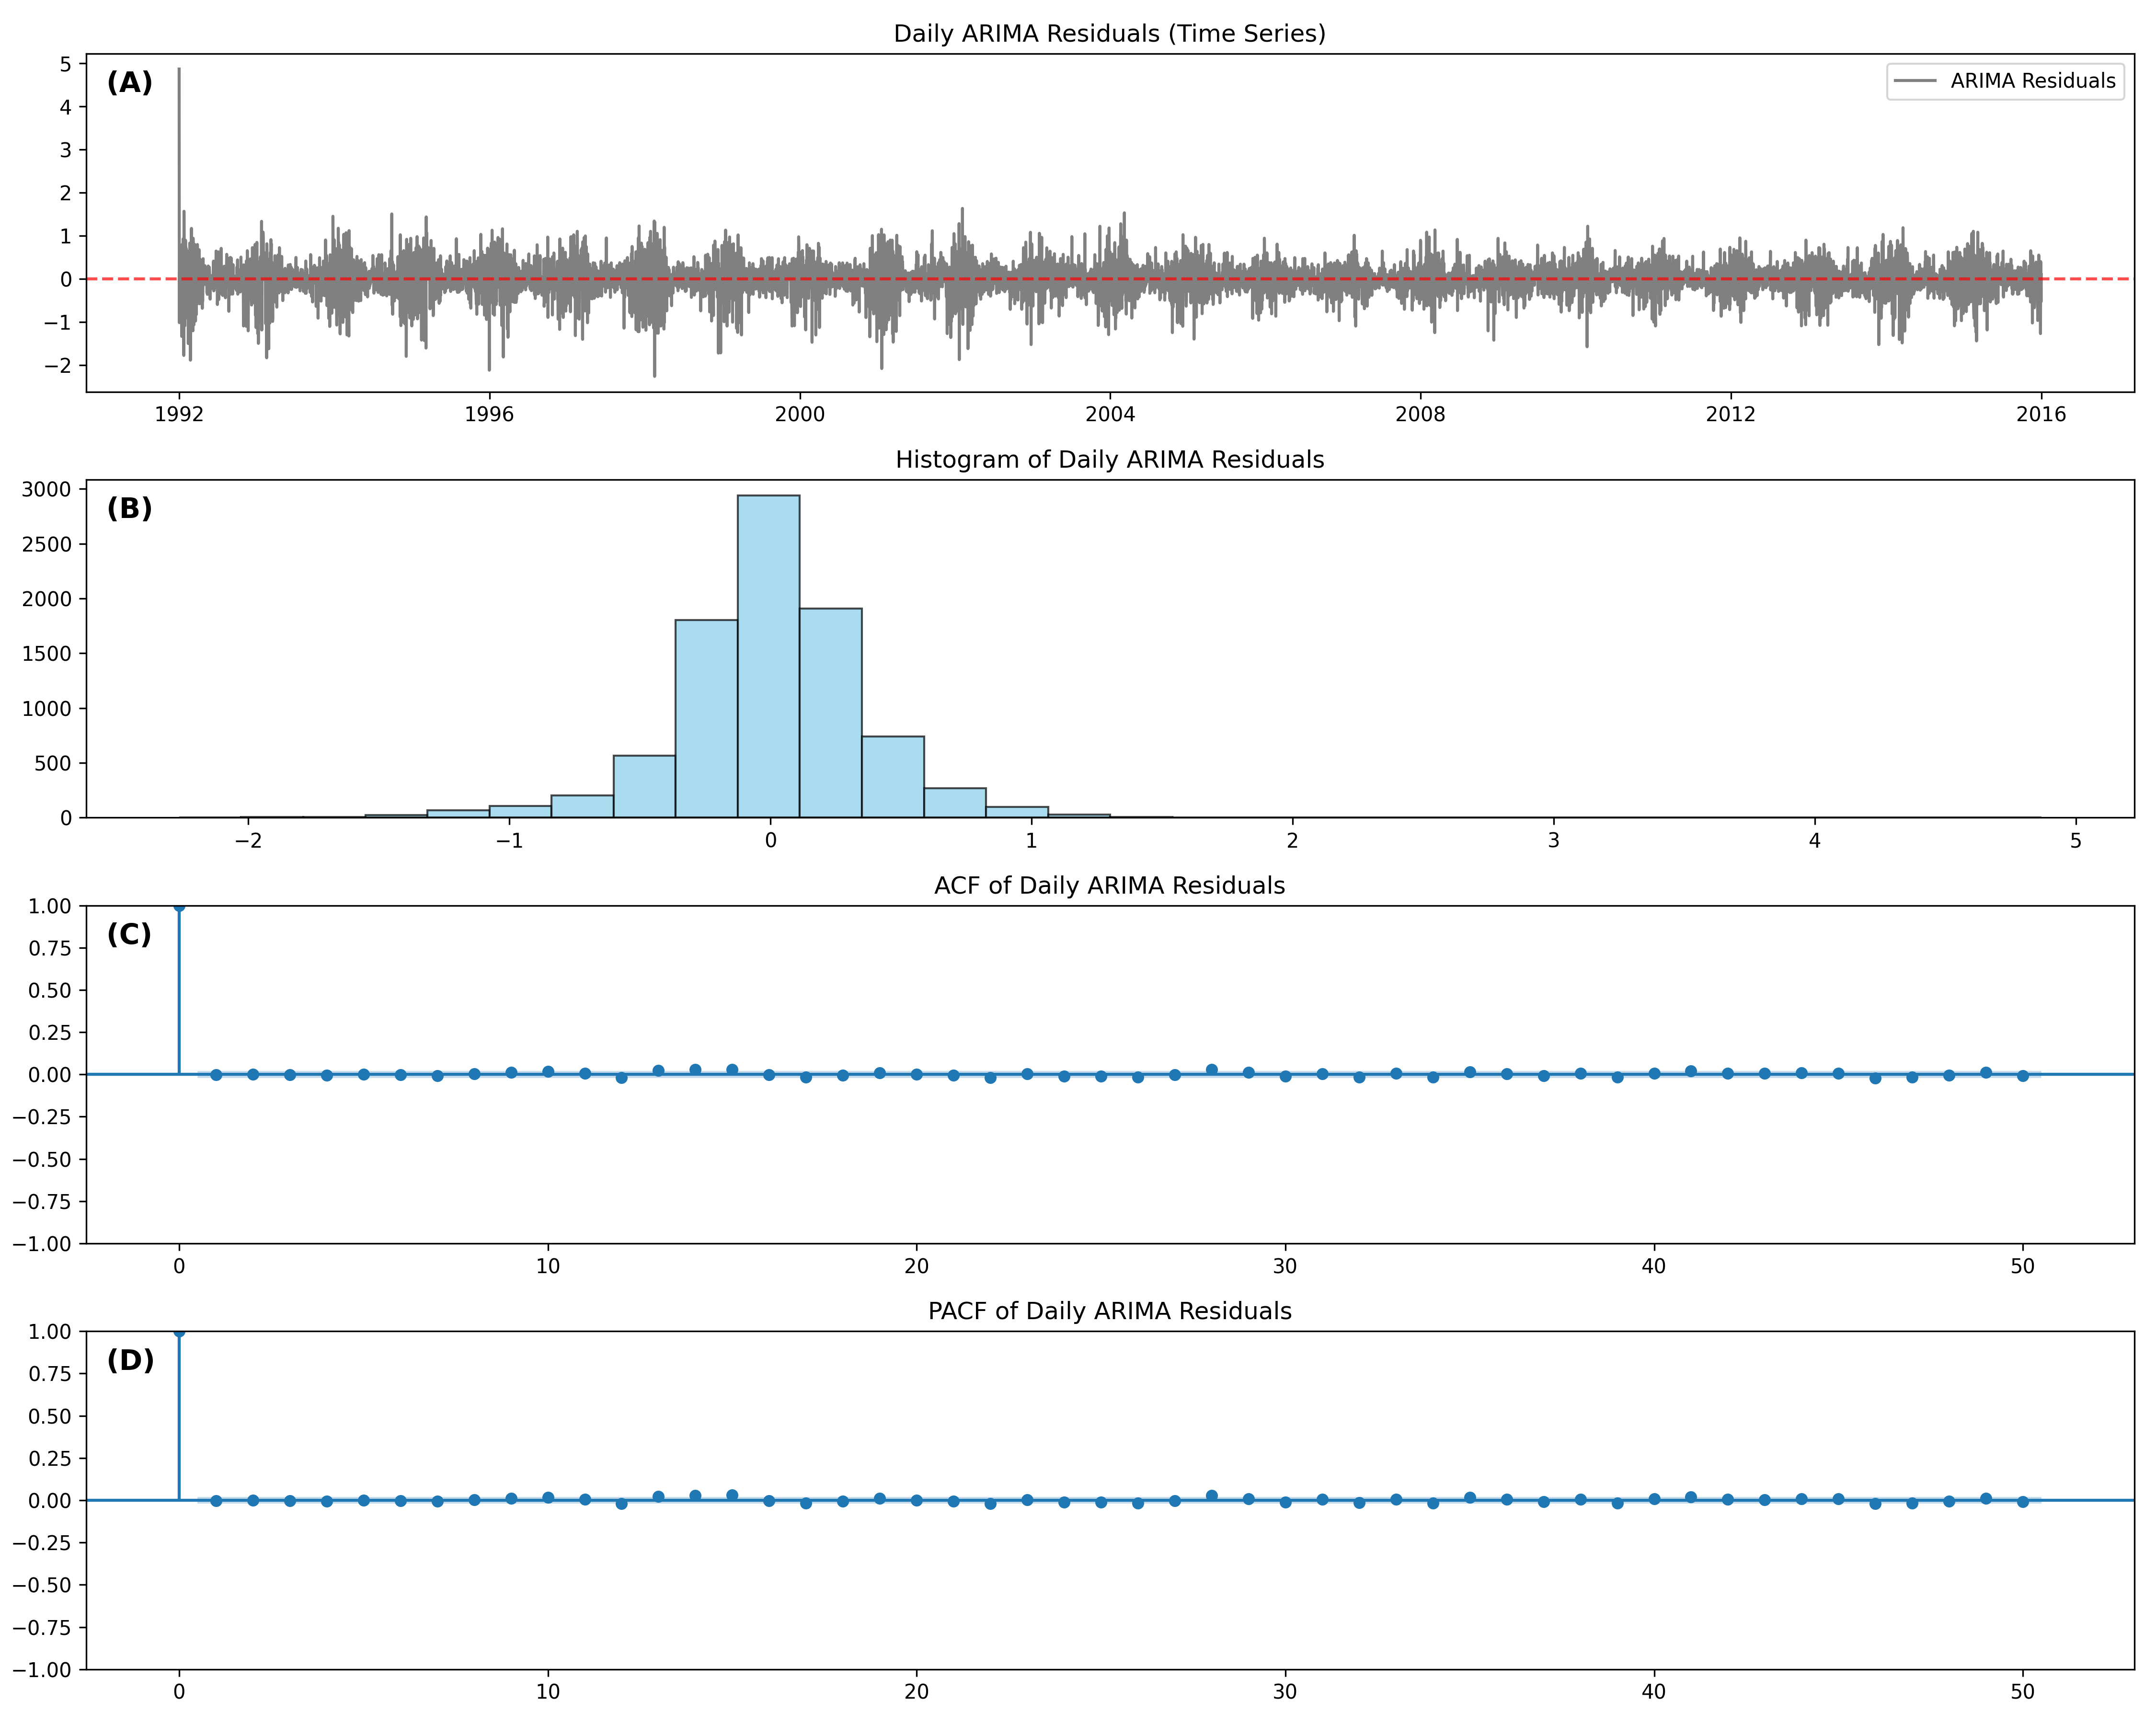 Daily ARIMA Residuals (Time Series)
(A)
ARIMA Residuals
5
4
3
2
1
0
−1
−2
1992 1996 2000 2004 2008 2012 2016
Histogram of Daily ARIMA Residuals
(B)
3000
2500
2000
1500
1000
500
0
−2 −1 0 1 2 3 4 5
ACF of Daily ARIMA Residuals
(C)
1.00
0.75
0.50
0.25
0.00
−0.25
−0.50
−0.75
−1.00
0 10 20 30 40 50
PACF of Daily ARIMA Residuals
(D)
1.00
0.75
0.50
0.25
0.00
−0.25
−0.50
−0.75
−1.00
0 10 20 30 40 50